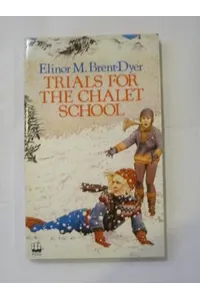 Elinor M. Brent-Dyer
TRIALS FOR
THE CHALET
SCHOOL